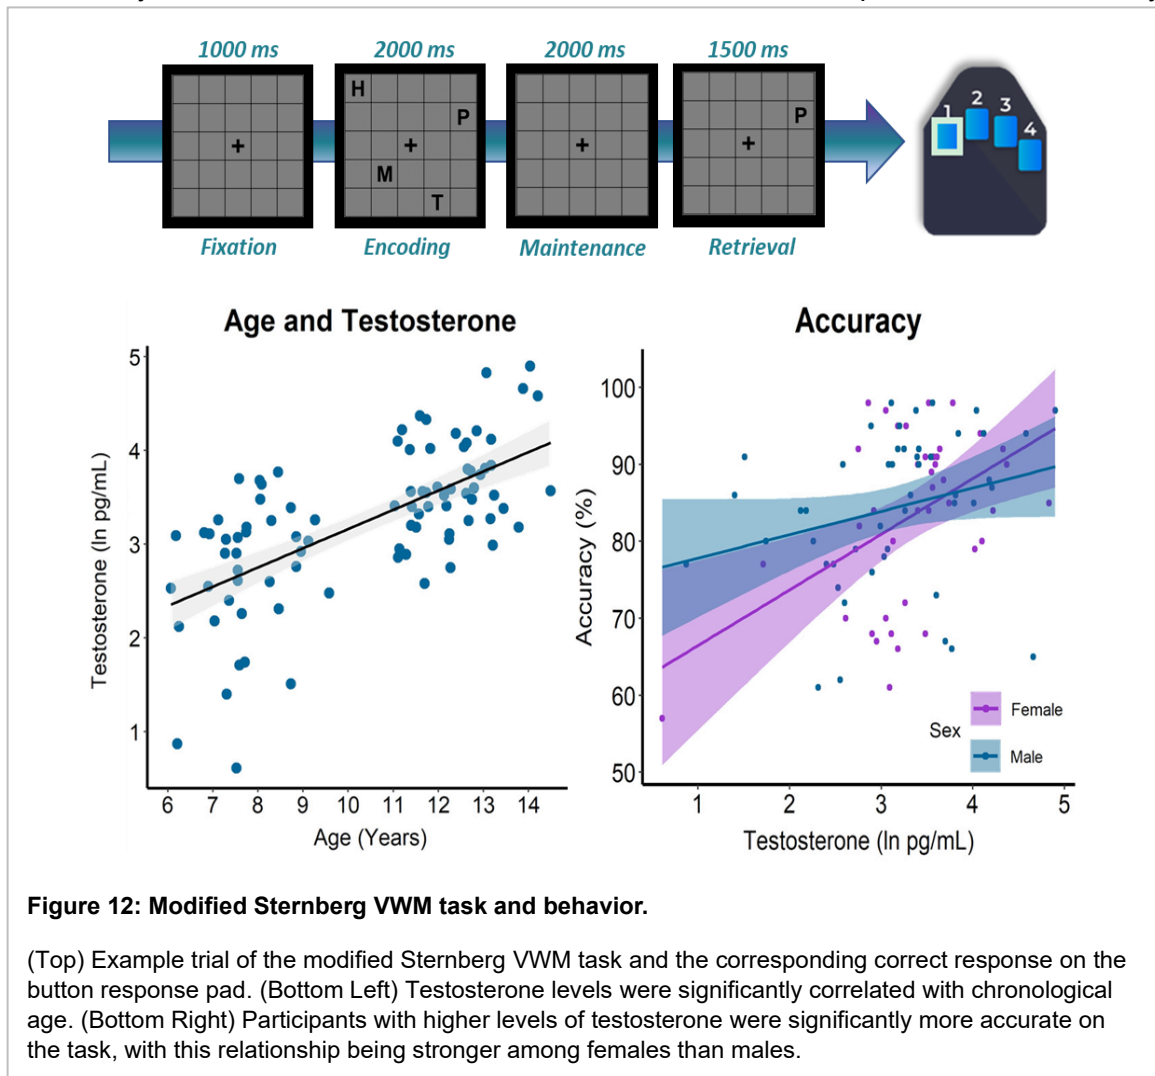 1000 ms 2000 ms 2000 ms 1500 ms
H
P
M
T
+
+
+
P
+
1
2
3
4
Fixation Encoding Maintenance Retrieval
Age and Testosterone
Testosterone (ln pg/mL)
5
4
3
2
1
6 7 8 9 10 11 12 13 14
Age (Years)
Accuracy
Accuracy (%)
100
90
80
70
60
50
Sex
Female
Male
1 2 3 4 5
Testosterone (ln pg/mL)
Figure 12: Modified Sternberg VWM task and behavior.
(Top) Example trial of the modified Sternberg VWM task and the corresponding correct response on the
button response pad. (Bottom Left) Testosterone levels were significantly correlated with chronological
age. (Bottom Right) Participants with higher levels of testosterone were significantly more accurate on
the task, with this relationship being stronger among females than males.